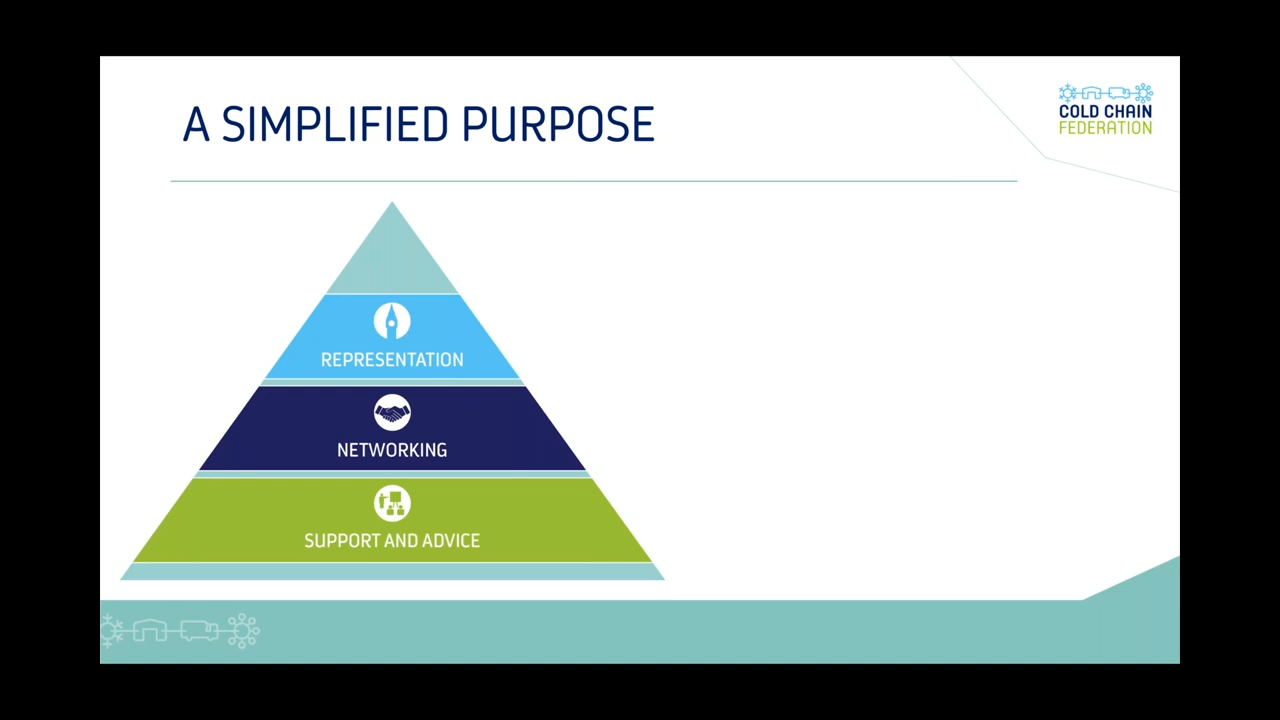 A SIMPLIFIED PURPOSE
COLD CHAIN
FEDERATION
REPRESENTATION
NETWORKING
SUPPORT AND ADVICE